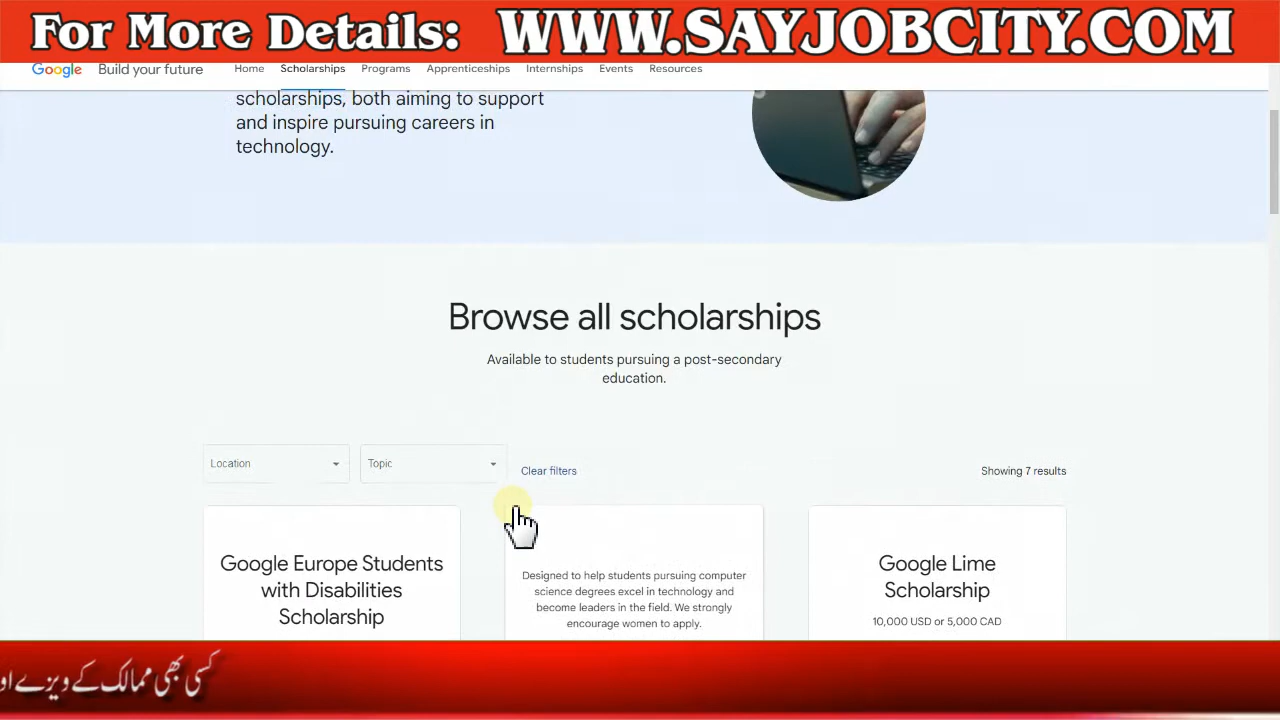 For More Details: WWW.SAYJOBCITY.COM
Google Build your future Home Scholarships Programs Apprenticeships Internships Events Resources
scholarships, both aiming to support
and inspire pursuing careers in
technology.
Browse all scholarships
Available to students pursuing a post-secondary
education.
Location Topic Clear filters Showing 7 results
Google Europe Students
with Disabilities
Scholarship
Designed to help students pursuing computer
science degrees excel in technology and
become leaders in the field. We strongly
encourage women to apply.
Google Lime
Scholarship
10,000 USD or 5,000 CAD
کسی بھی ممالک کے ویزے او